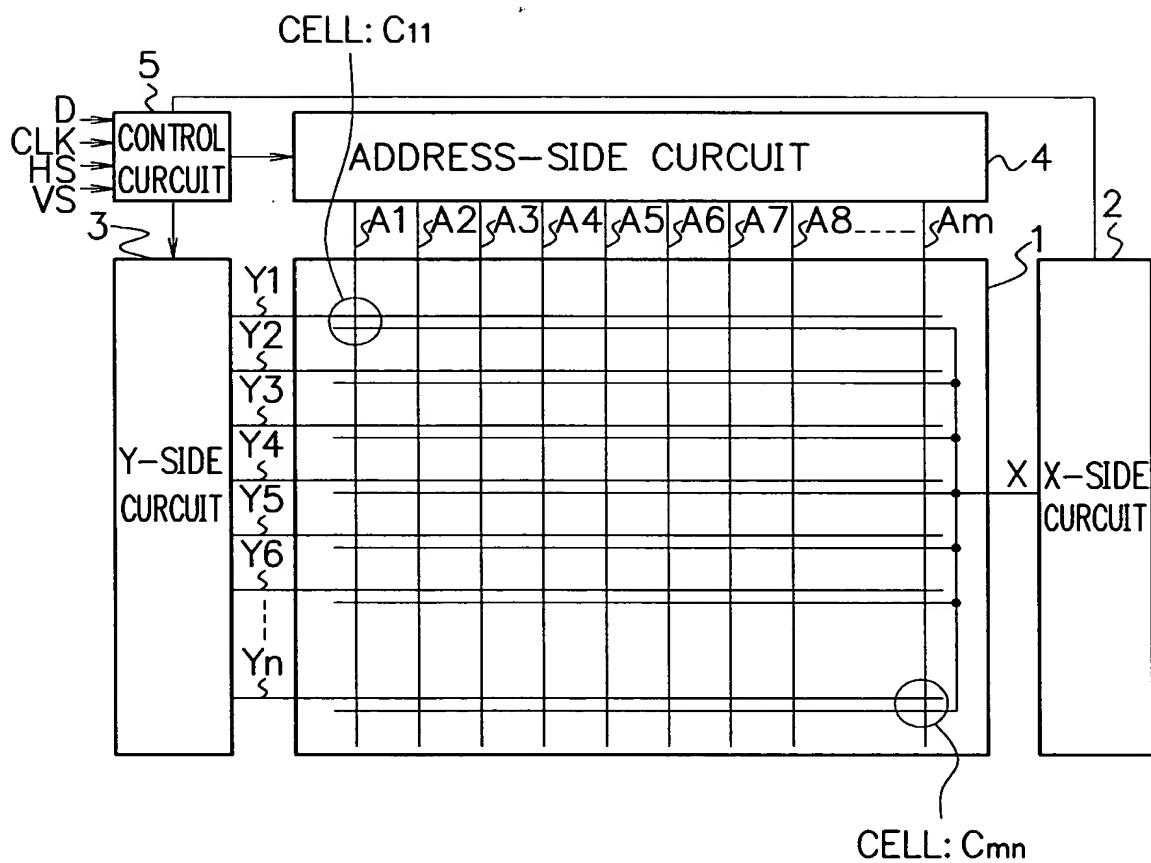 CELL: C11
5
D
CLK
HS
VS
CONTROL
CURCUIT
ADDRESS-SIDE CURCUIT
4
3
A1 A2 A3 A4 A5 A6 A7 A8 Am
2
1
Y1
Y2
Y3
Y4
Y5
Y6
Yn
Y-SIDE
CURCUIT
X
X-SIDE
CURCUIT
CELL: Cmn